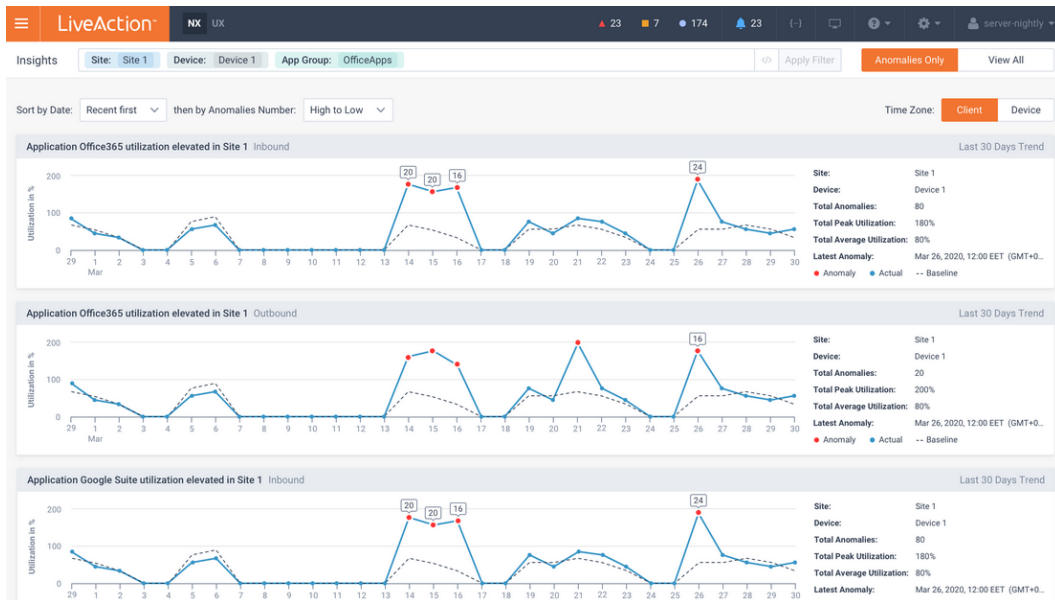 LiveAction NX UX 23 7 174 23 {-} server-nightly
Insights Site: Site 1 Device: Device 1 App Group: OfficeApps </> Apply Filter Anomalies Only View All
Sort by Date: Recent first then by Anomalies Number: High to Low Time Zone: Client Device
Application Office365 utilization elevated in Site 1 Inbound Last 30 Days Trend
Utilization in %
200
100
0
20 20 16 24
29 1 2 3 4 5 6 7 8 9 10 11 12 13 14 15 16 17 18 19 20 21 22 23 24 25 26 27 28 29 30
Mar
Site: Site 1
Device: Device 1
Total Anomalies: 80
Total Peak Utilization: 180%
Total Average Utilization: 80%
Latest Anomaly: Mar 26, 2020, 12:00 EET (GMT+0...
Anomaly Actual -- Baseline
Application Office365 utilization elevated in Site 1 Outbound Last 30 Days Trend
Utilization in %
200
100
0
16
29 1 2 3 4 5 6 7 8 9 10 11 12 13 14 15 16 17 18 19 20 21 22 23 24 25 26 27 28 29 30
Mar
Site: Site 1
Device: Device 1
Total Anomalies: 20
Total Peak Utilization: 200%
Total Average Utilization: 80%
Latest Anomaly: Mar 26, 2020, 12:00 EET (GMT+0...
Anomaly Actual -- Baseline
Application Google Suite utilization elevated in Site 1 Inbound Last 30 Days Trend
Utilization in %
200
100
0
20 20 16 24
29 1 2 3 4 5 6 7 8 9 10 11 12 13 14 15 16 17 18 19 20 21 22 23 24 25 26 27 28 29 30
Site: Site 1
Device: Device 1
Total Anomalies: 80
Total Peak Utilization: 180%
Total Average Utilization: 80%
Latest Anomaly: Mar 26, 2020, 12:00 EET (GMT+0...